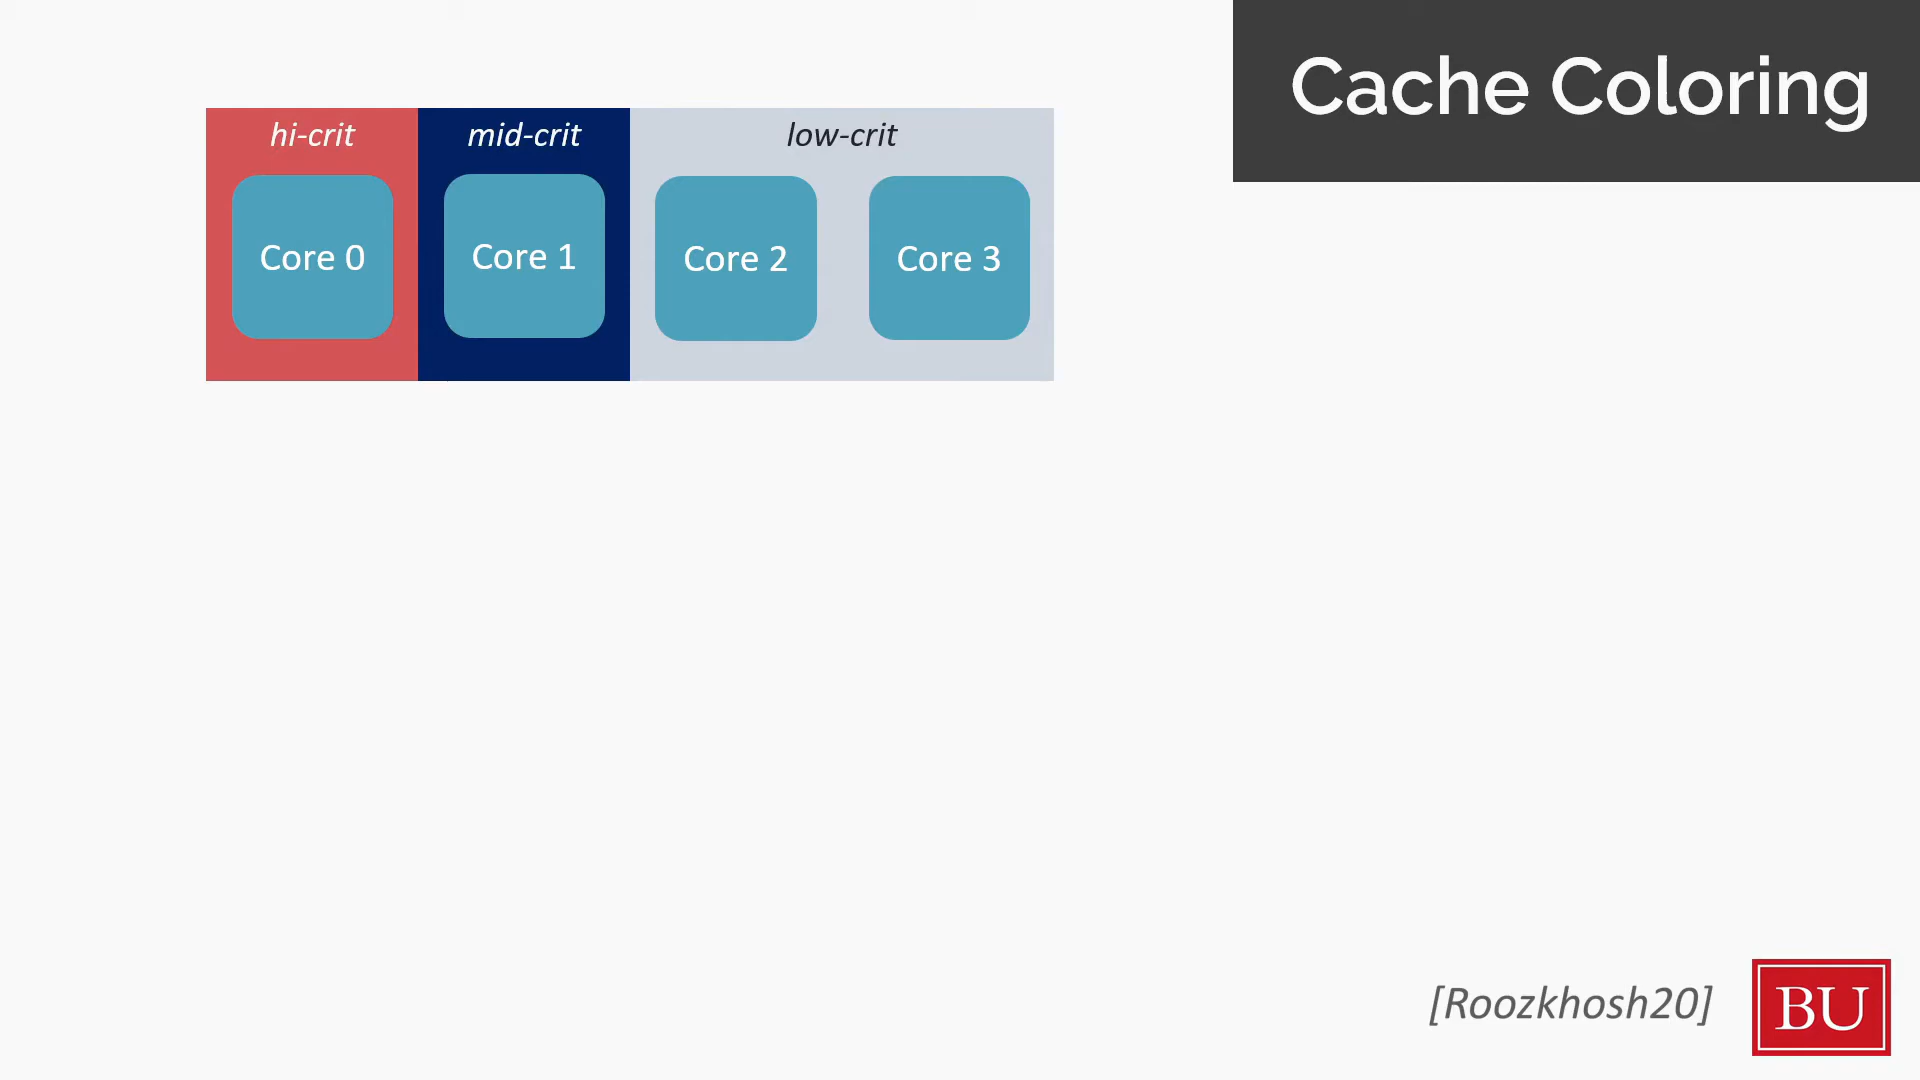 Cache Coloring
hi-crit
mid-crit
low-crit
Core 0
Core 1
Core 2
Core 3
[Roozkhosh20]
BU